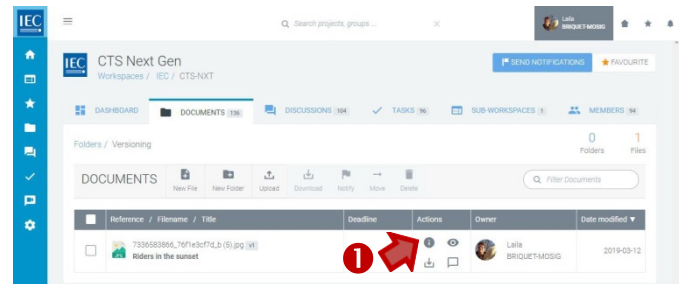 IEC
Search projects, groups ...
Laila
BRIQUET-MOSIG
IEC
CTS Next Gen
Workspaces / IEC / CTS-NXT
SEND NOTIFICATIONS
FAVOURITE
DASHBOARD
DOCUMENTS 136
DISCUSSIONS 104
TASKS 96
SUB-WORKSPACES 1
MEMBERS 94
Folders / Versioning
0
Folders
1
Files
DOCUMENTS
New File
New Folder
Upload
Download
Notify
Move
Delete
Filter Documents
Reference / Filename / Title
Deadline
Actions
Owner
Date modified ▼
7336583866_76f1e3cf7d_b (5).jpg v1
Riders in the sunset
1
Laila
BRIQUET-MOSIG
2019-03-12